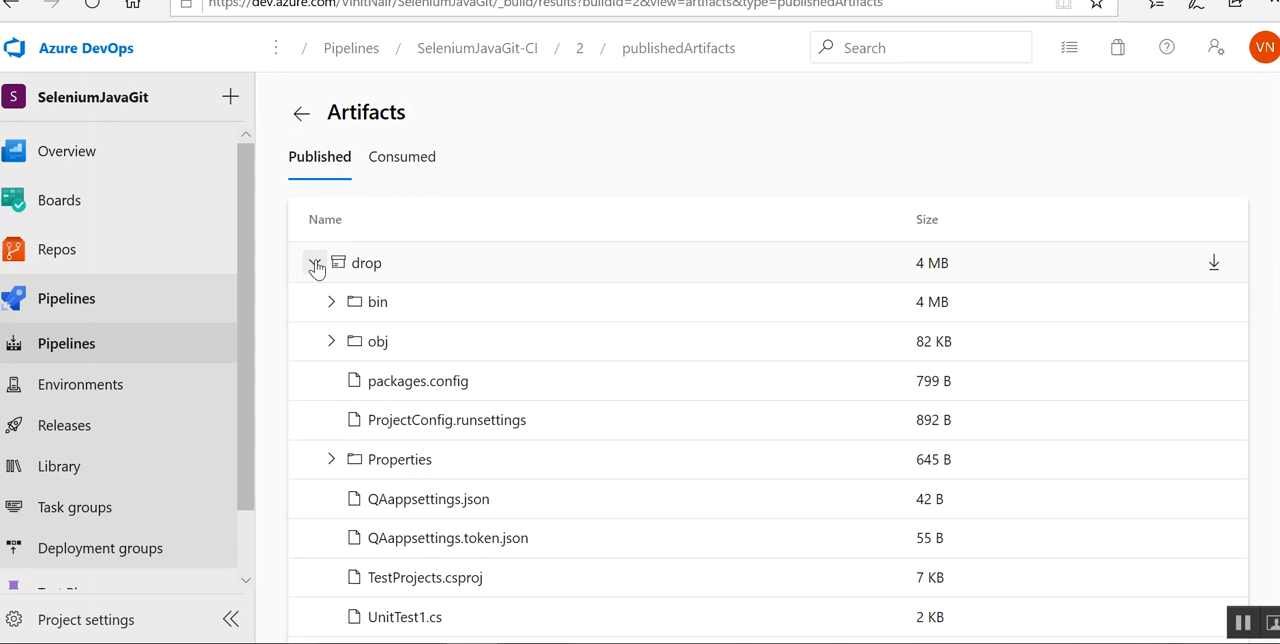 https://dev.azure.com/VinitNair/SeleniumJavaGit/_build/results?buildId=2&view=artifacts&type=publishedArtifacts
Azure DevOps
/ Pipelines / SeleniumJavaGit-CI / 2 / publishedArtifacts
Search
VN
S SeleniumJavaGit
Overview
Boards
Repos
Pipelines
Pipelines
Environments
Releases
Library
Task groups
Deployment groups
Project settings
Artifacts
Published Consumed
Name Size
drop 4 MB
bin 4 MB
obj 82 KB
packages.config 799 B
ProjectConfig.runsettings 892 B
Properties 645 B
QAappsettings.json 42 B
QAappsettings.token.json 55 B
TestProjects.csproj 7 KB
UnitTest1.cs 2 KB